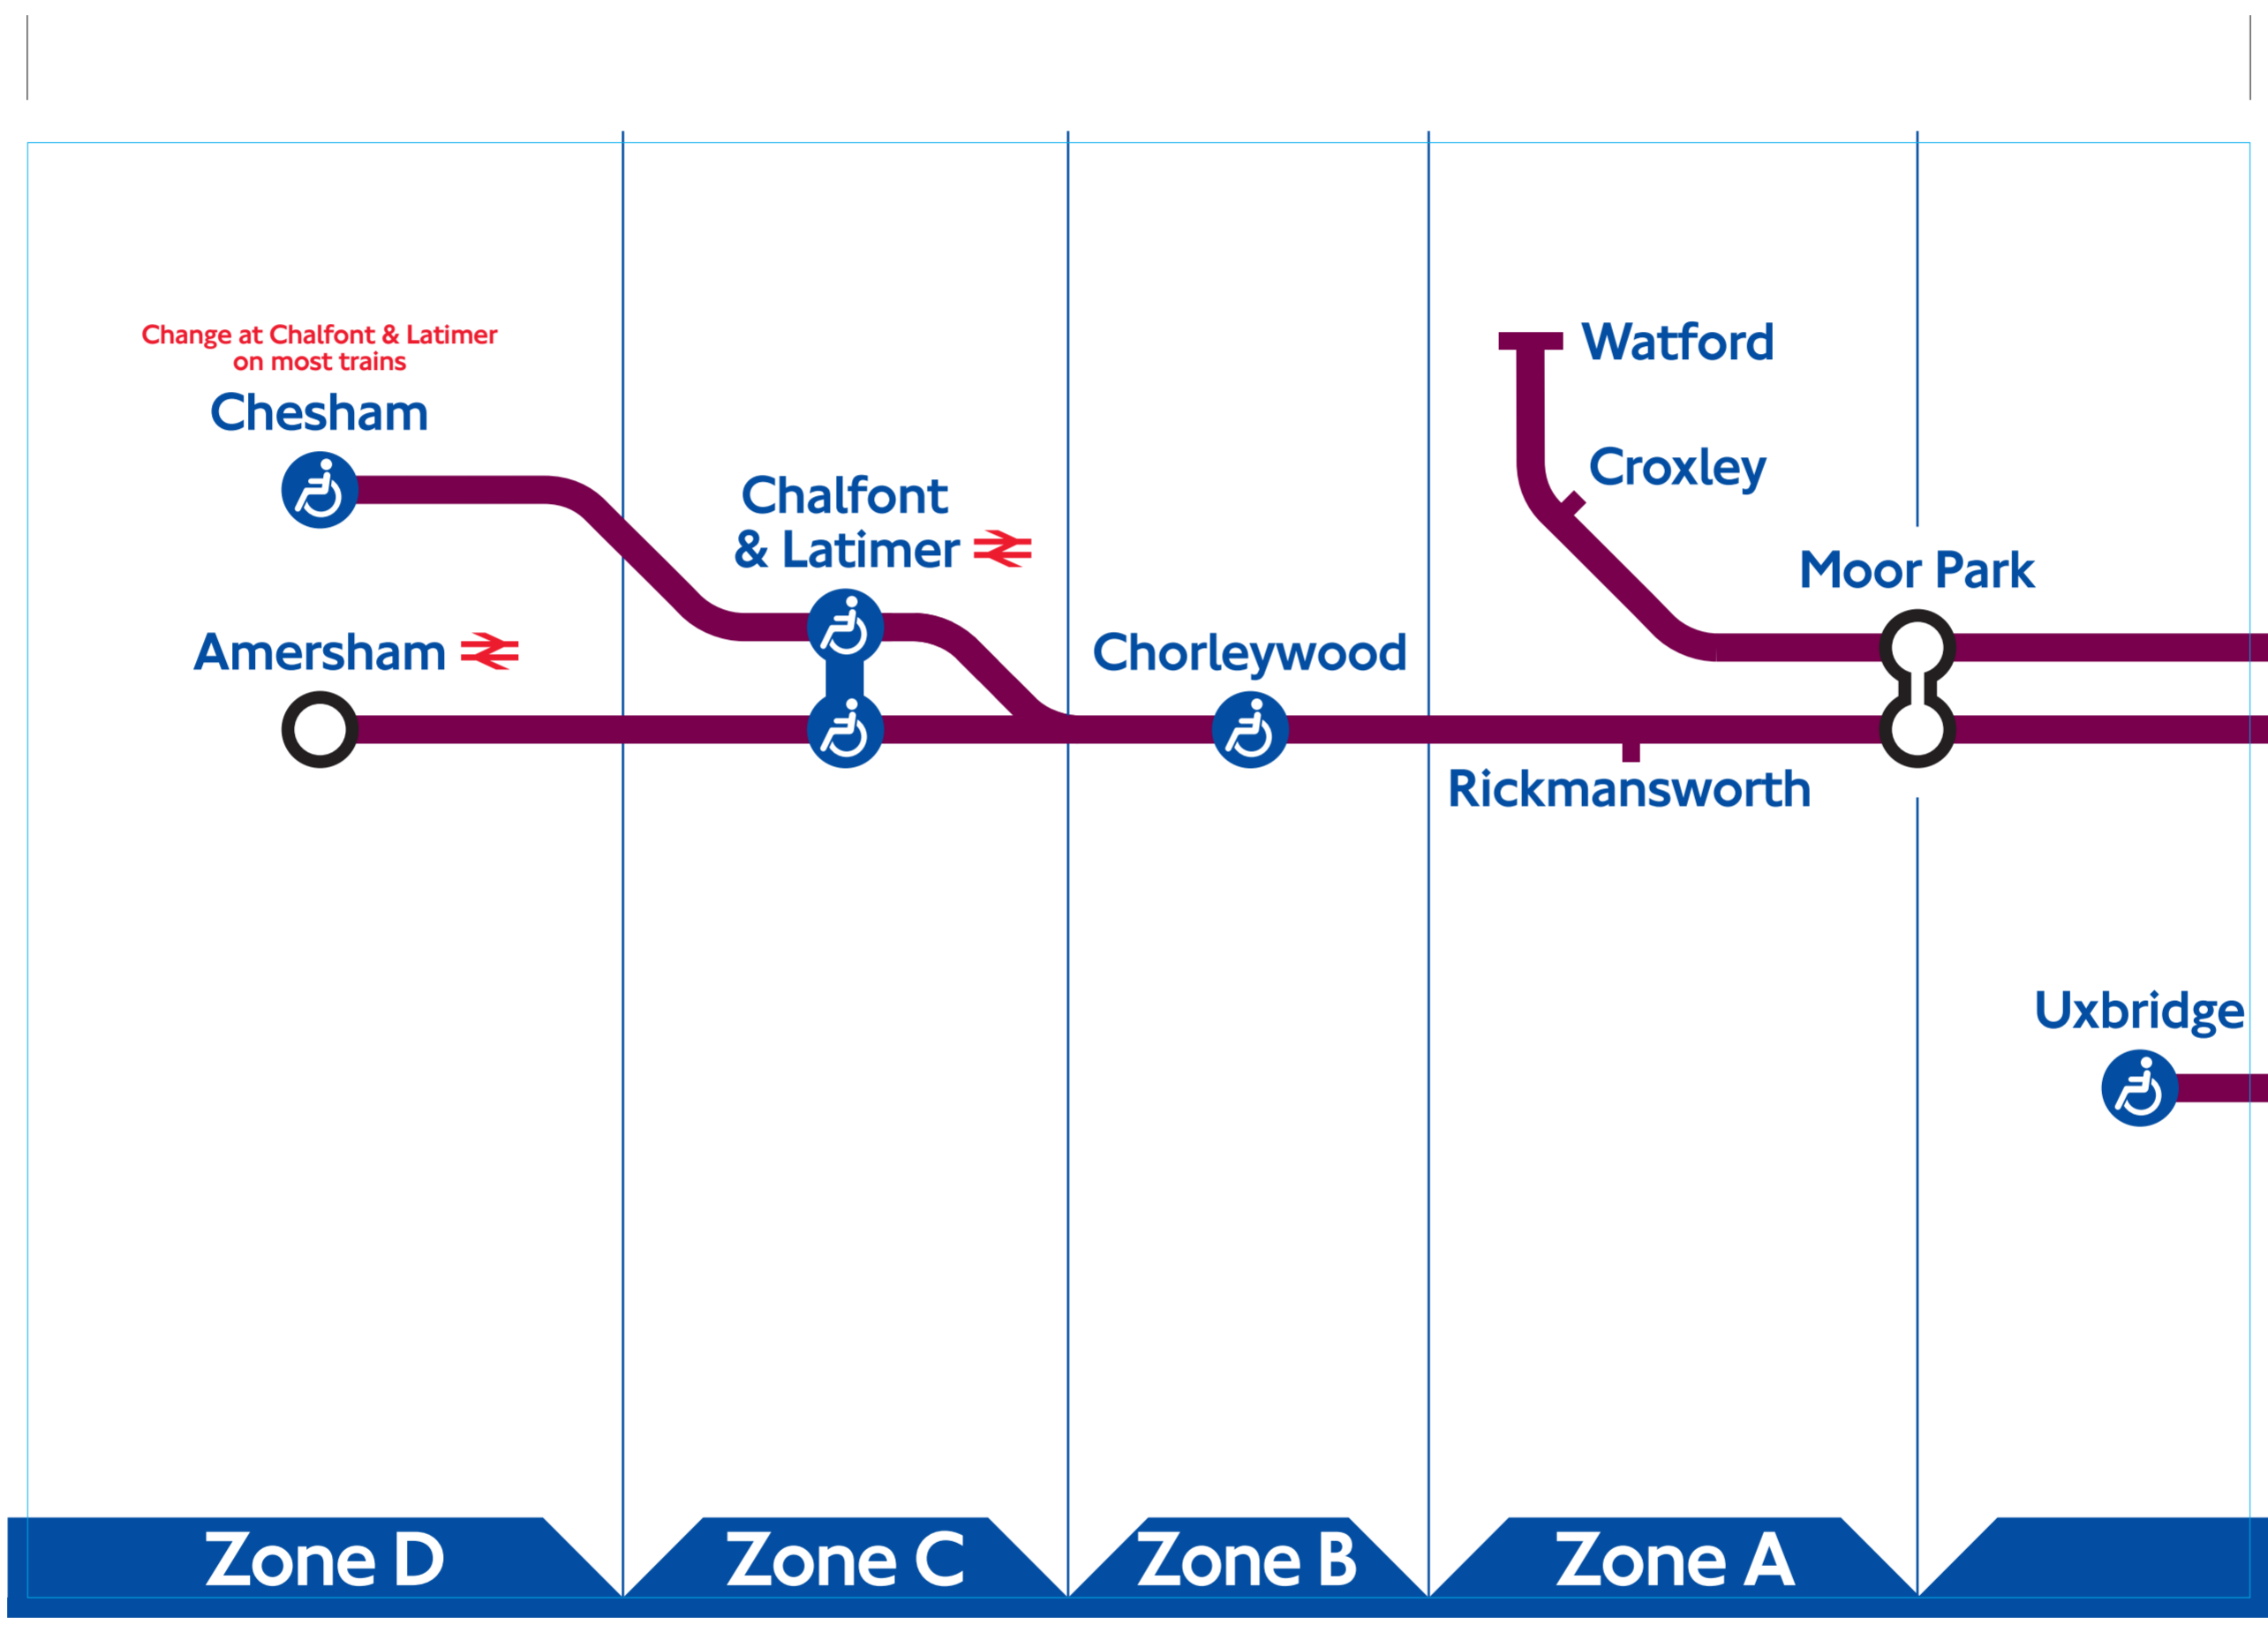 Change at Chalfont & Latimer
on most trains
Chesham
Amersham
Chalfont
& Latimer
Chorleywood
Watford
Croxley
Rickmansworth
Moor Park
Uxbridge
Zone D
Zone C
Zone B
Zone A